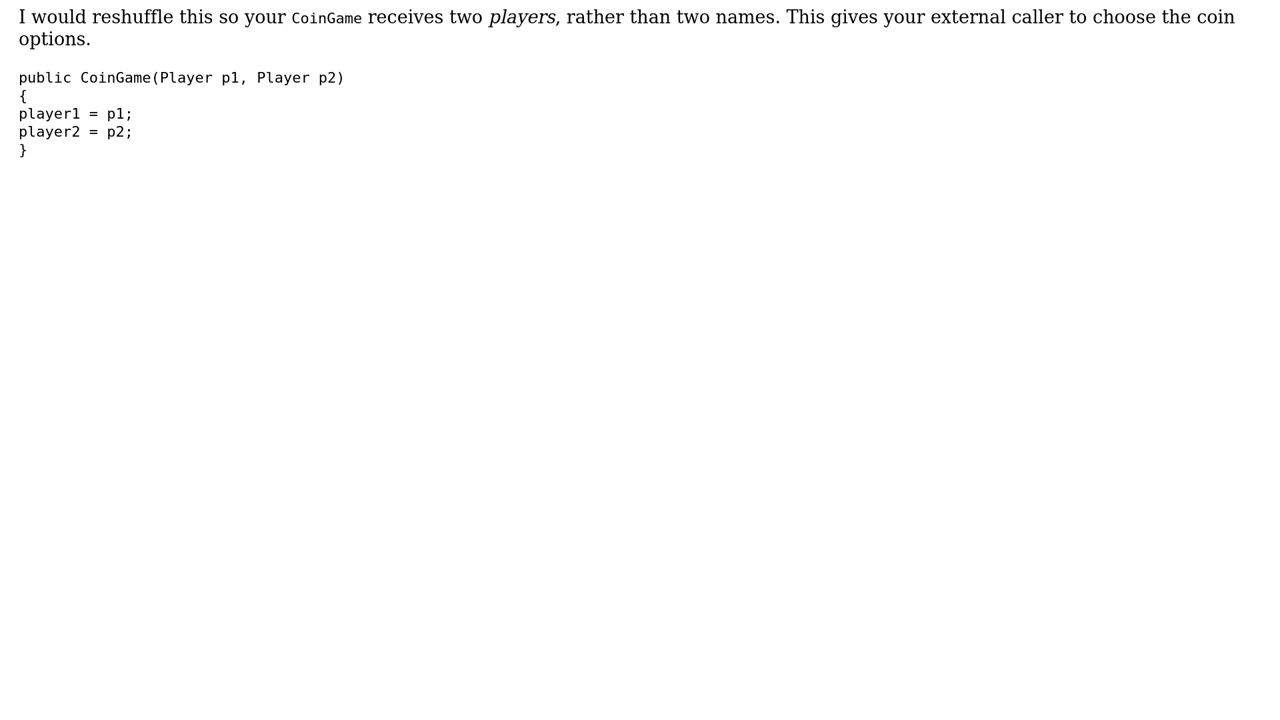 I would reshuffle this so your CoinGame receives two players, rather than two names. This gives your external caller to choose the coin
options.
public CoinGame(Player p1, Player p2)
{
player1 = p1;
player2 = p2;
}